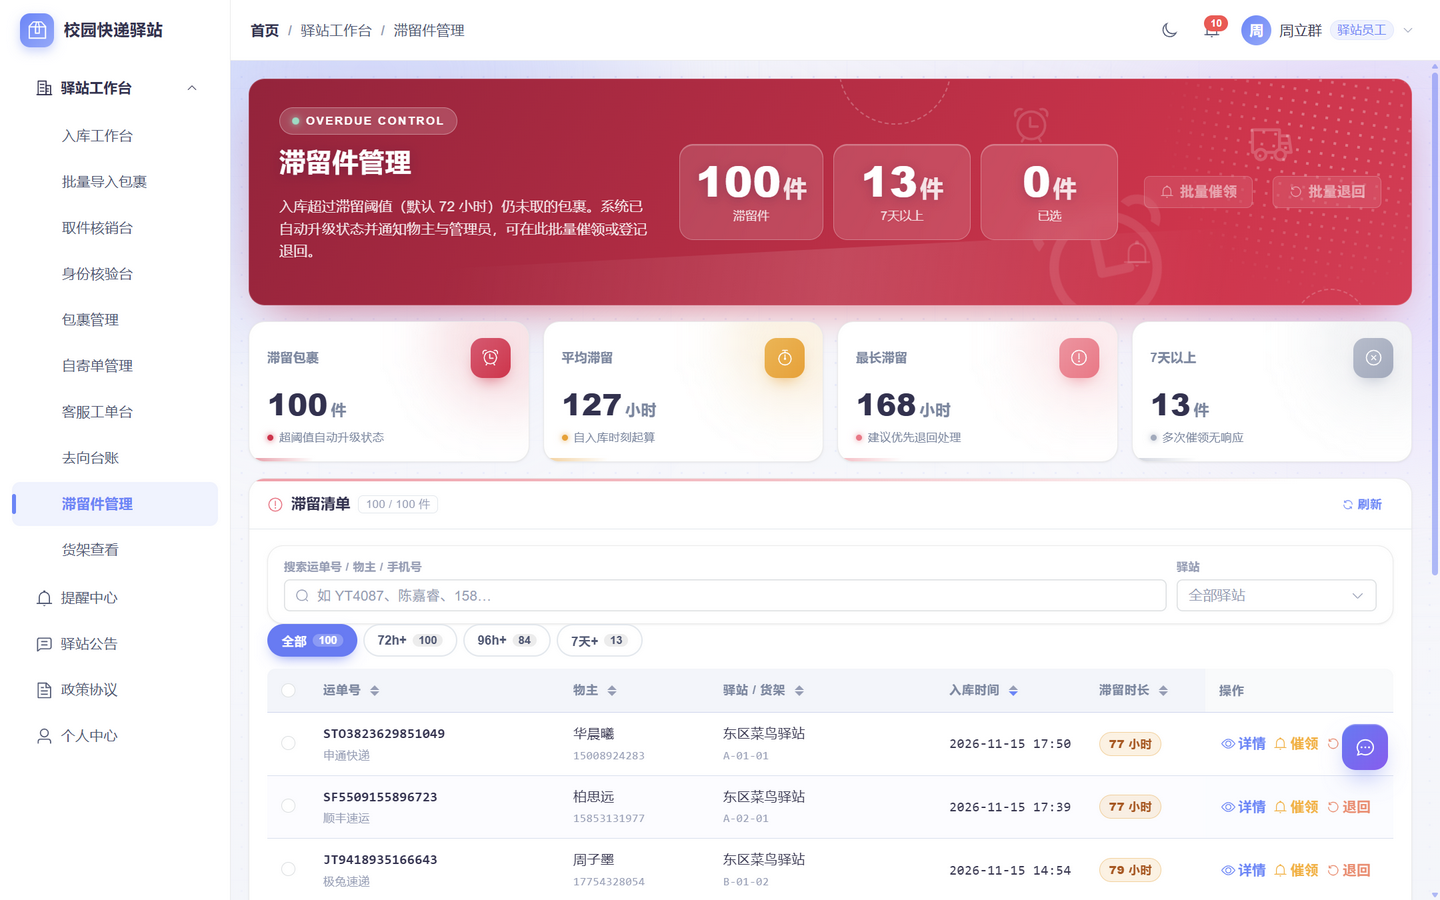 校园快递驿站
首页 / 驿站工作台 / 滞留件管理
10
周
周立群
驿站员工
驿站工作台
入库工作台
批量导入包裹
取件核销台
身份核验台
包裹管理
自寄单管理
客服工单台
去向台账
滞留件管理
货架查看
提醒中心
驿站公告
政策协议
个人中心
OVERDUE CONTROL
滞留件管理
入库超过滞留阈值（默认 72 小时）仍未取的包裹。系统已
自动升级状态并通知物主与管理员，可在此批量催领或登记
退回。
100件
滞留件
13件
7天以上
0件
已选
批量催领
批量退回
滞留包裹
100件
超阈值自动升级状态
平均滞留
127小时
自入库时刻起算
最长滞留
168小时
建议优先退回处理
7天以上
13件
多次催领无响应
滞留清单
100 / 100 件
刷新
搜索运单号 / 物主 / 手机号
如 YT4087、陈嘉睿、158…
驿站
全部驿站
全部 100
72h+ 100
96h+ 84
7天+ 13
运单号 物主 驿站 / 货架 入库时间 滞留时长 操作
STO3823629851049 华晨曦 东区菜鸟驿站 2026-11-15 17:50 77 小时 详情 催领
申通快递 15008924283 A-01-01
SF5509155896723 柏思远 东区菜鸟驿站 2026-11-15 17:39 77 小时 详情 催领 退回
顺丰速运 15853131977 A-02-01
JT9418935166643 周子墨 东区菜鸟驿站 2026-11-15 14:54 79 小时 详情 催领 退回
极兔速递 17754328054 B-01-02